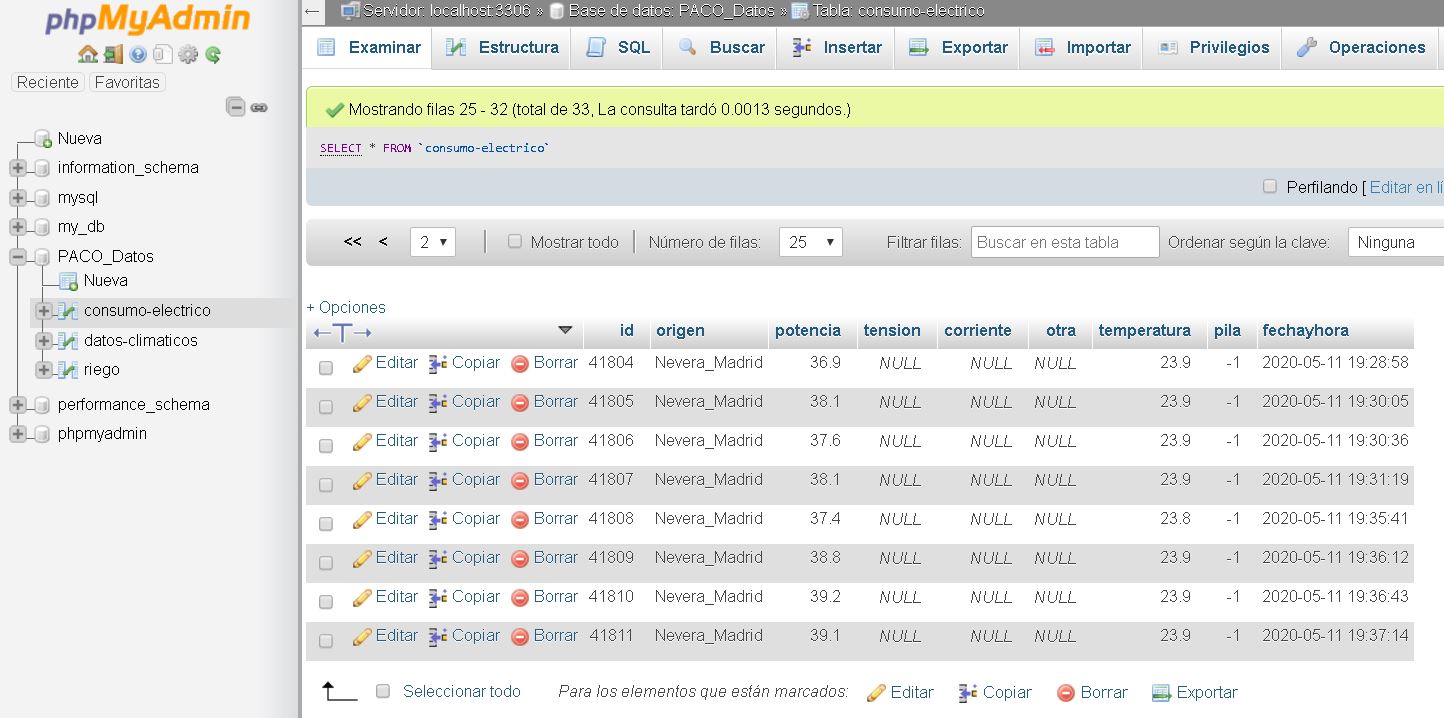 phpMyAdmin
Reciente Favoritas
Nueva
information_schema
mysql
my_db
PACO_Datos
Nueva
consumo-electrico
datos-climaticos
riego
performance_schema
phpmyadmin
Servidor: localhost:3306 » Base de datos: PACO_Datos » Tabla: consumo-electrico
Examinar Estructura SQL Buscar Insertar Exportar Importar Privilegios Operaciones
Mostrando filas 25 - 32 (total de 33, La consulta tardó 0.0013 segundos.)
SELECT * FROM `consumo-electrico`
Perfilando [ Editar en lí
<< < 2 Mostrar todo Número de filas: 25 Filtrar filas: Buscar en esta tabla Ordenar según la clave: Ninguna
+ Opciones
←T→ id origen potencia tension corriente otra temperatura pila fechayhora
Editar Copiar Borrar 41804 Nevera_Madrid 36.9 NULL NULL NULL 23.9 -1 2020-05-11 19:28:58
Editar Copiar Borrar 41805 Nevera_Madrid 38.1 NULL NULL NULL 23.9 -1 2020-05-11 19:30:05
Editar Copiar Borrar 41806 Nevera_Madrid 37.6 NULL NULL NULL 23.9 -1 2020-05-11 19:30:36
Editar Copiar Borrar 41807 Nevera_Madrid 38.1 NULL NULL NULL 23.9 -1 2020-05-11 19:31:19
Editar Copiar Borrar 41808 Nevera_Madrid 37.4 NULL NULL NULL 23.8 -1 2020-05-11 19:35:41
Editar Copiar Borrar 41809 Nevera_Madrid 38.8 NULL NULL NULL 23.9 -1 2020-05-11 19:36:12
Editar Copiar Borrar 41810 Nevera_Madrid 39.2 NULL NULL NULL 23.9 -1 2020-05-11 19:36:43
Editar Copiar Borrar 41811 Nevera_Madrid 39.1 NULL NULL NULL 23.9 -1 2020-05-11 19:37:14
Seleccionar todo Para los elementos que están marcados: Editar Copiar Borrar Exportar